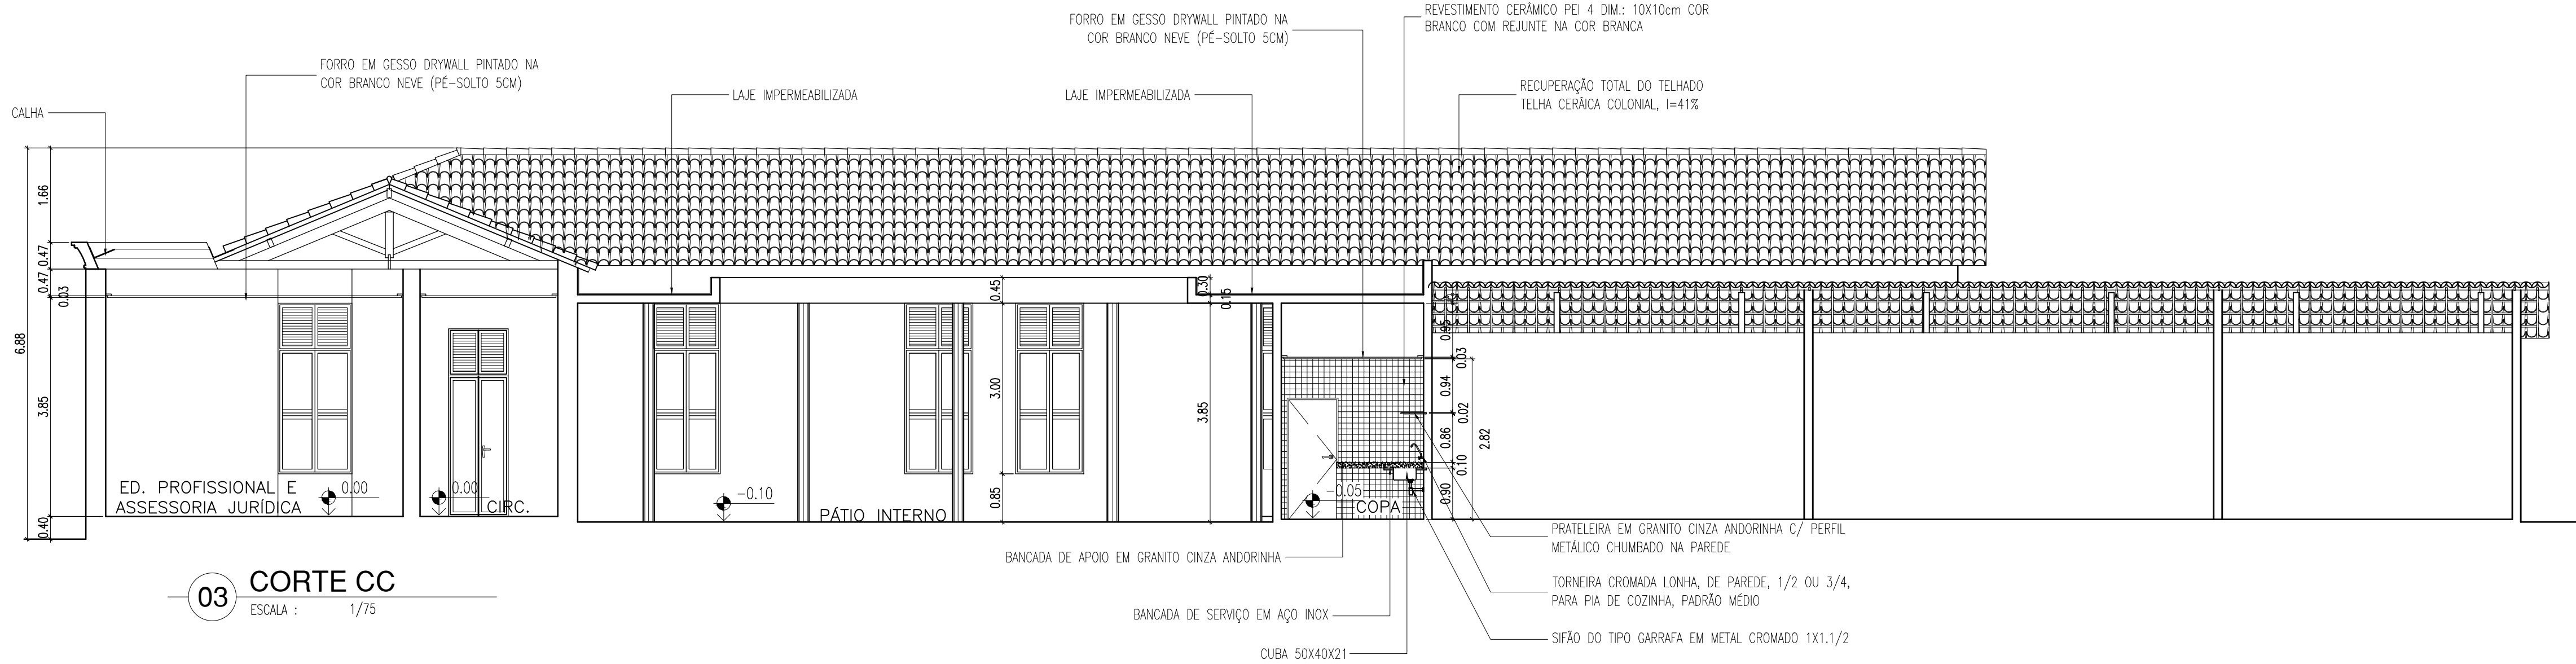 FORRO EM GESSO DRYWALL PINTADO NA
COR BRANCO NEVE (PÉ-SOLTO 5CM)
REVESTIMENTO CERÂMICO PEI 4 DIM.: 10X10cm COR
BRANCO COM REJUNTE NA COR BRANCA
FORRO EM GESSO DRYWALL PINTADO NA
COR BRANCO NEVE (PÉ-SOLTO 5CM)
CALHA
LAJE IMPERMEABILIZADA
LAJE IMPERMEABILIZADA
RECUPERAÇÃO TOTAL DO TELHADO
TELHA CERÂICA COLONIAL, I=41%
1.66
0.47
0.47
0.03
6.88
3.85
0.40
0.45
3.00
0.85
0.30
0.15
3.85
0.95
0.03
0.94
0.02
0.86
0.10
0.90
2.82
ED. PROFISSIONAL E
ASSESSORIA JURÍDICA
0.00
0.00
CIRC.
-0.10
PÁTIO INTERNO
-0.05
COPA
BANCADA DE APOIO EM GRANITO CINZA ANDORINHA
BANCADA DE SERVIÇO EM AÇO INOX
CUBA 50X40X21
PRATELEIRA EM GRANITO CINZA ANDORINHA C/ PERFIL
METÁLICO CHUMBADO NA PAREDE
TORNEIRA CROMADA LONHA, DE PAREDE, 1/2 OU 3/4,
PARA PIA DE COZINHA, PADRÃO MÉDIO
SIFÃO DO TIPO GARRAFA EM METAL CROMADO 1X1.1/2
03
CORTE CC
ESCALA : 1/75